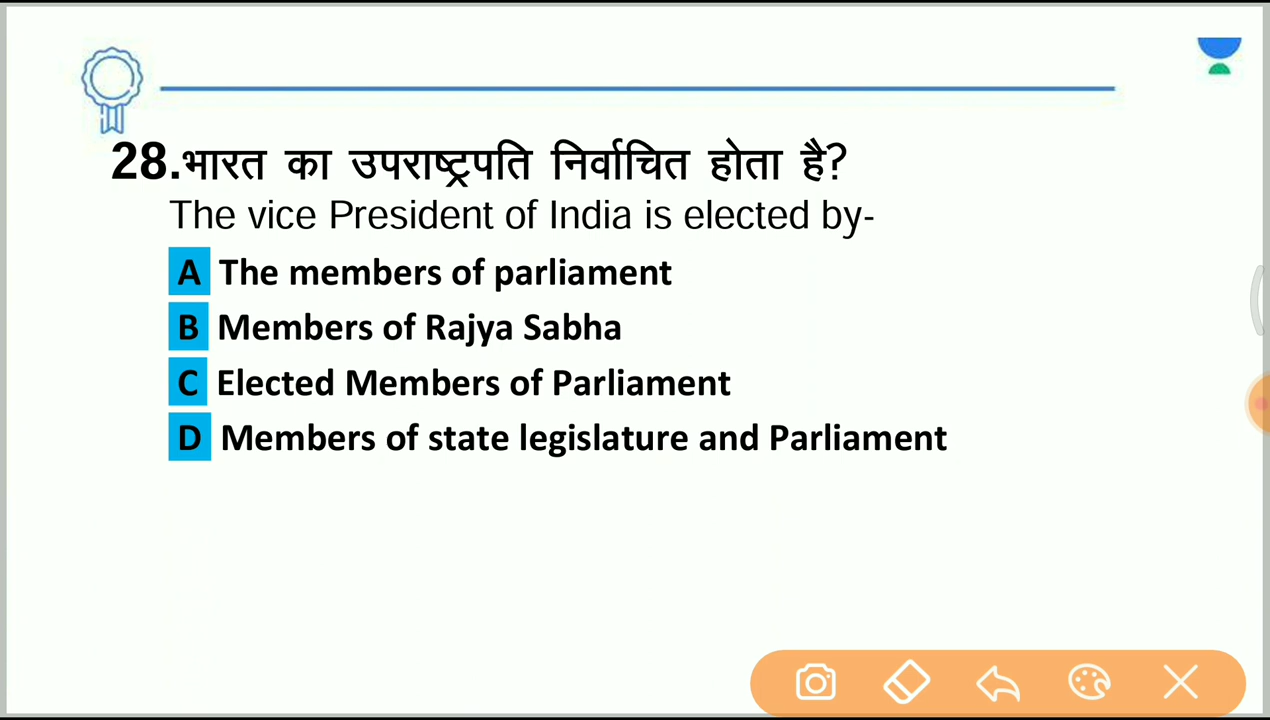 28.भारत का उपराष्ट्रपति निर्वाचित होता है?
The vice President of India is elected by-
A The members of parliament
B Members of Rajya Sabha
C Elected Members of Parliament
D Members of state legislature and Parliament